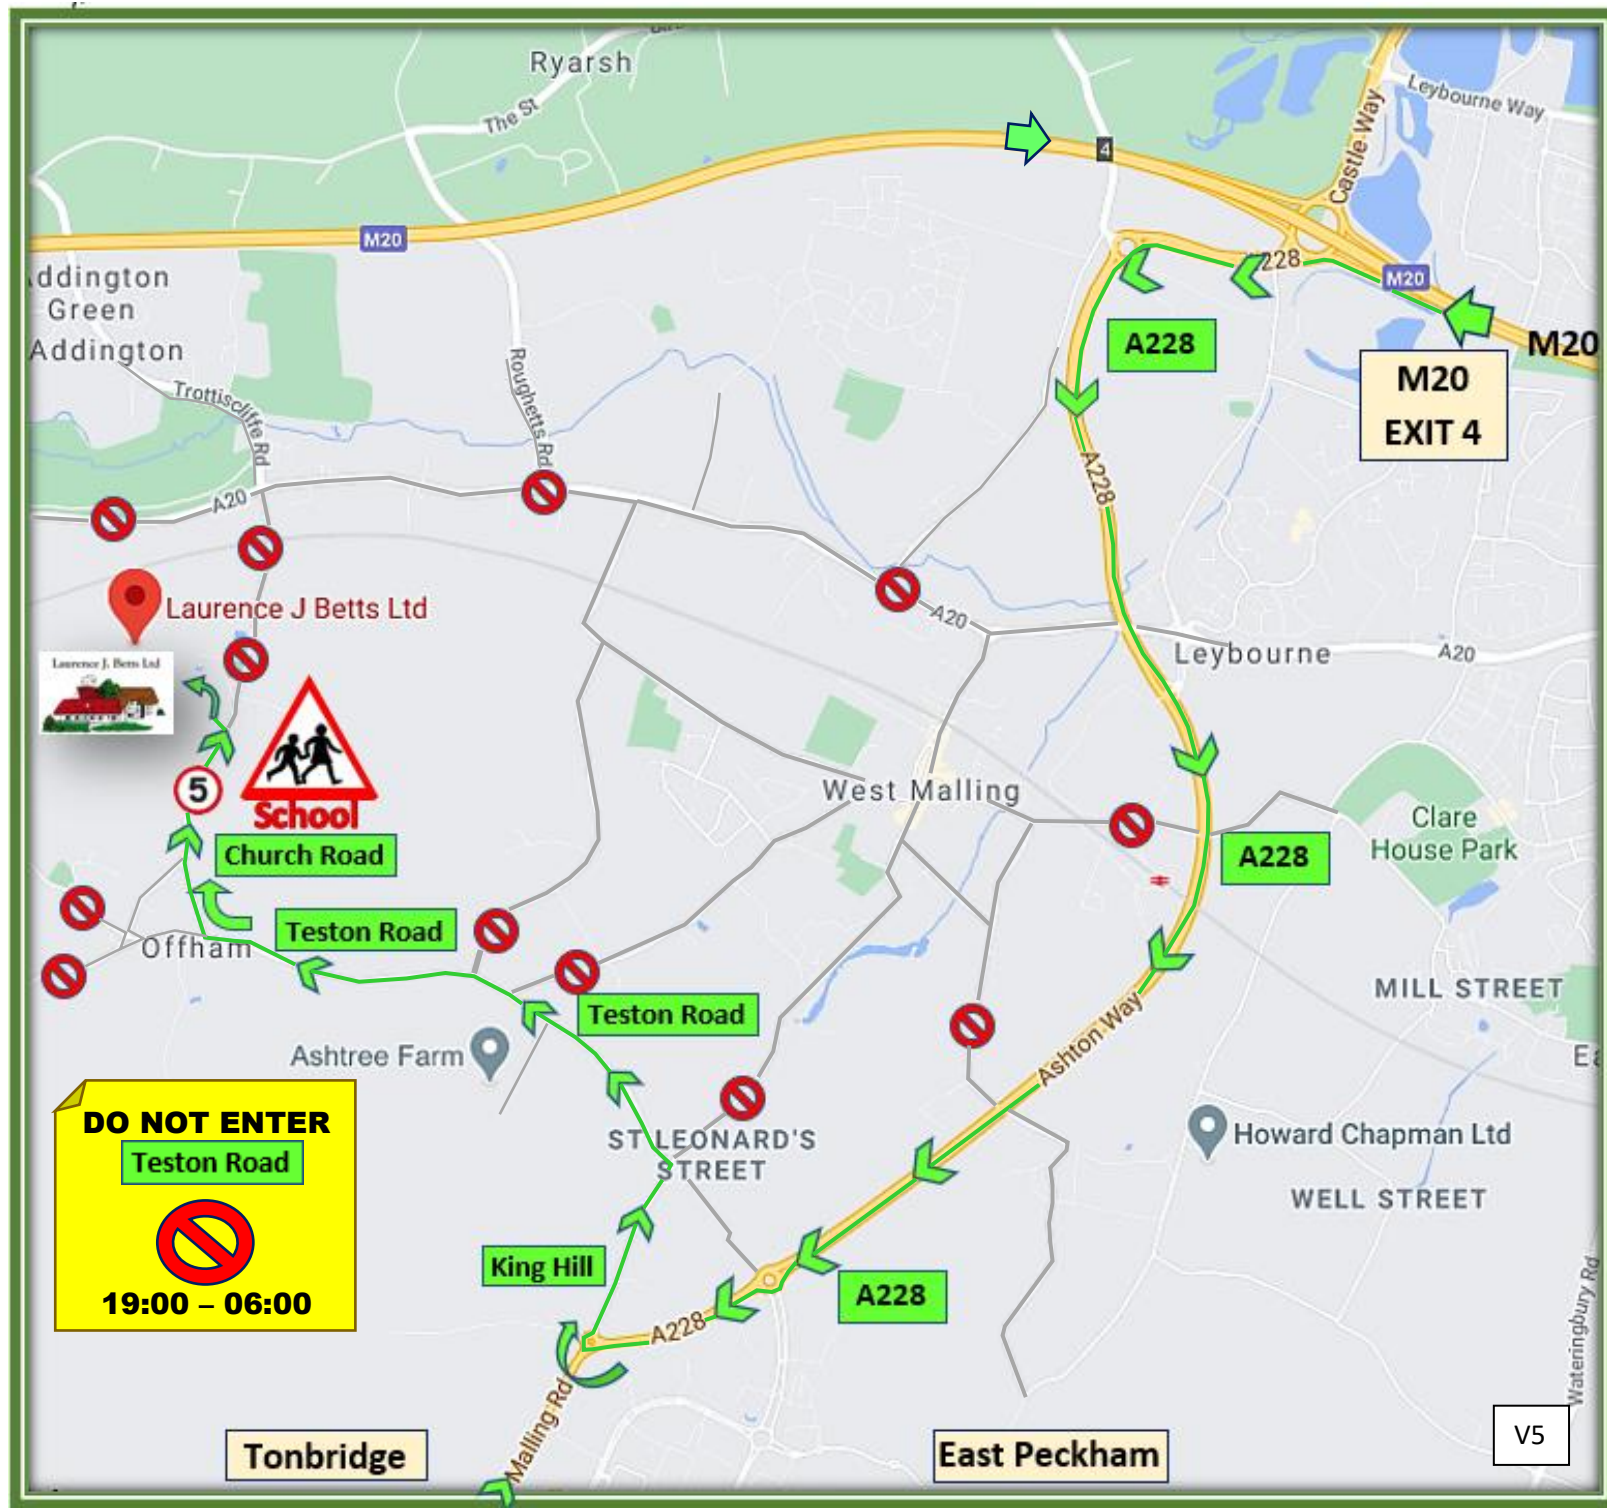 Ryarsh
The St
Leybourne Way
Castle Way
4
M20
A228
M20
M20
Addington
Green
Addington
A228
M20
EXIT 4
Trottiscliffe Rd
Roughetts Rd
A228
A20
Laurence J Betts Ltd
A20
Laurence J. Betts Ltd
Leybourne
A20
5
School
West Malling
Clare
House Park
Church Road
A228
Teston Road
Offham
MILL STREET
Teston Road
Ashton Way
Ashtree Farm
DO NOT ENTER
Teston Road
19:00 – 06:00
ST LEONARD'S
STREET
Howard Chapman Ltd
WELL STREET
King Hill
A228
A228
Wateringbury Rd
Malling Rd
Tonbridge
East Peckham
V5